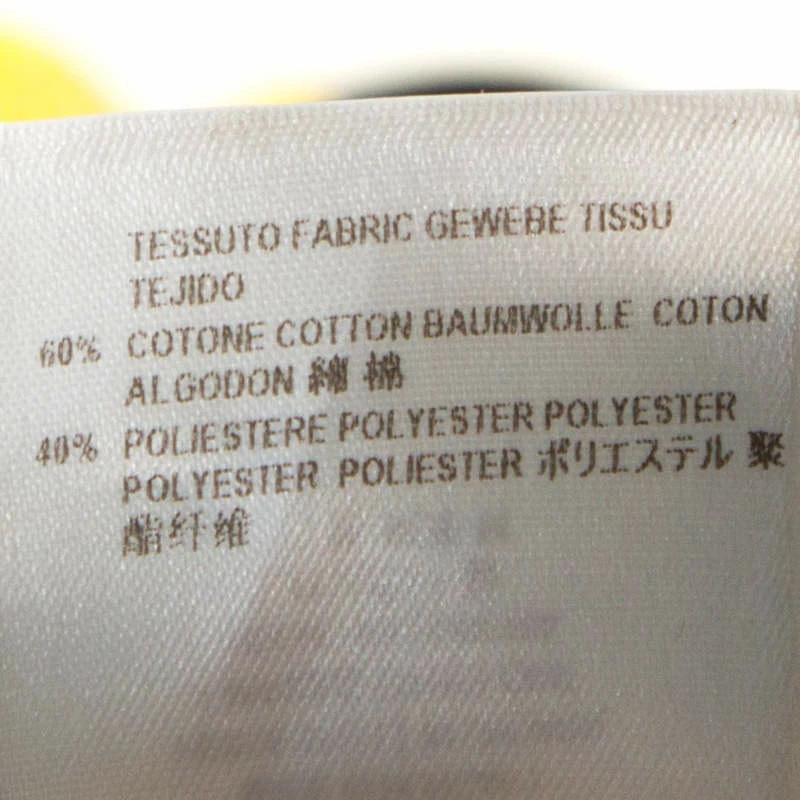 TESSUTO FABRIC GEWEBE TISSU
TEJIDO
60% COTONE COTTON BAUMWOLLE COTON
ALGODON 綿 棉
40% POLIESTERE POLYESTER POLYESTER
POLYESTER POLIESTER ポリエステル 聚
酯纤维